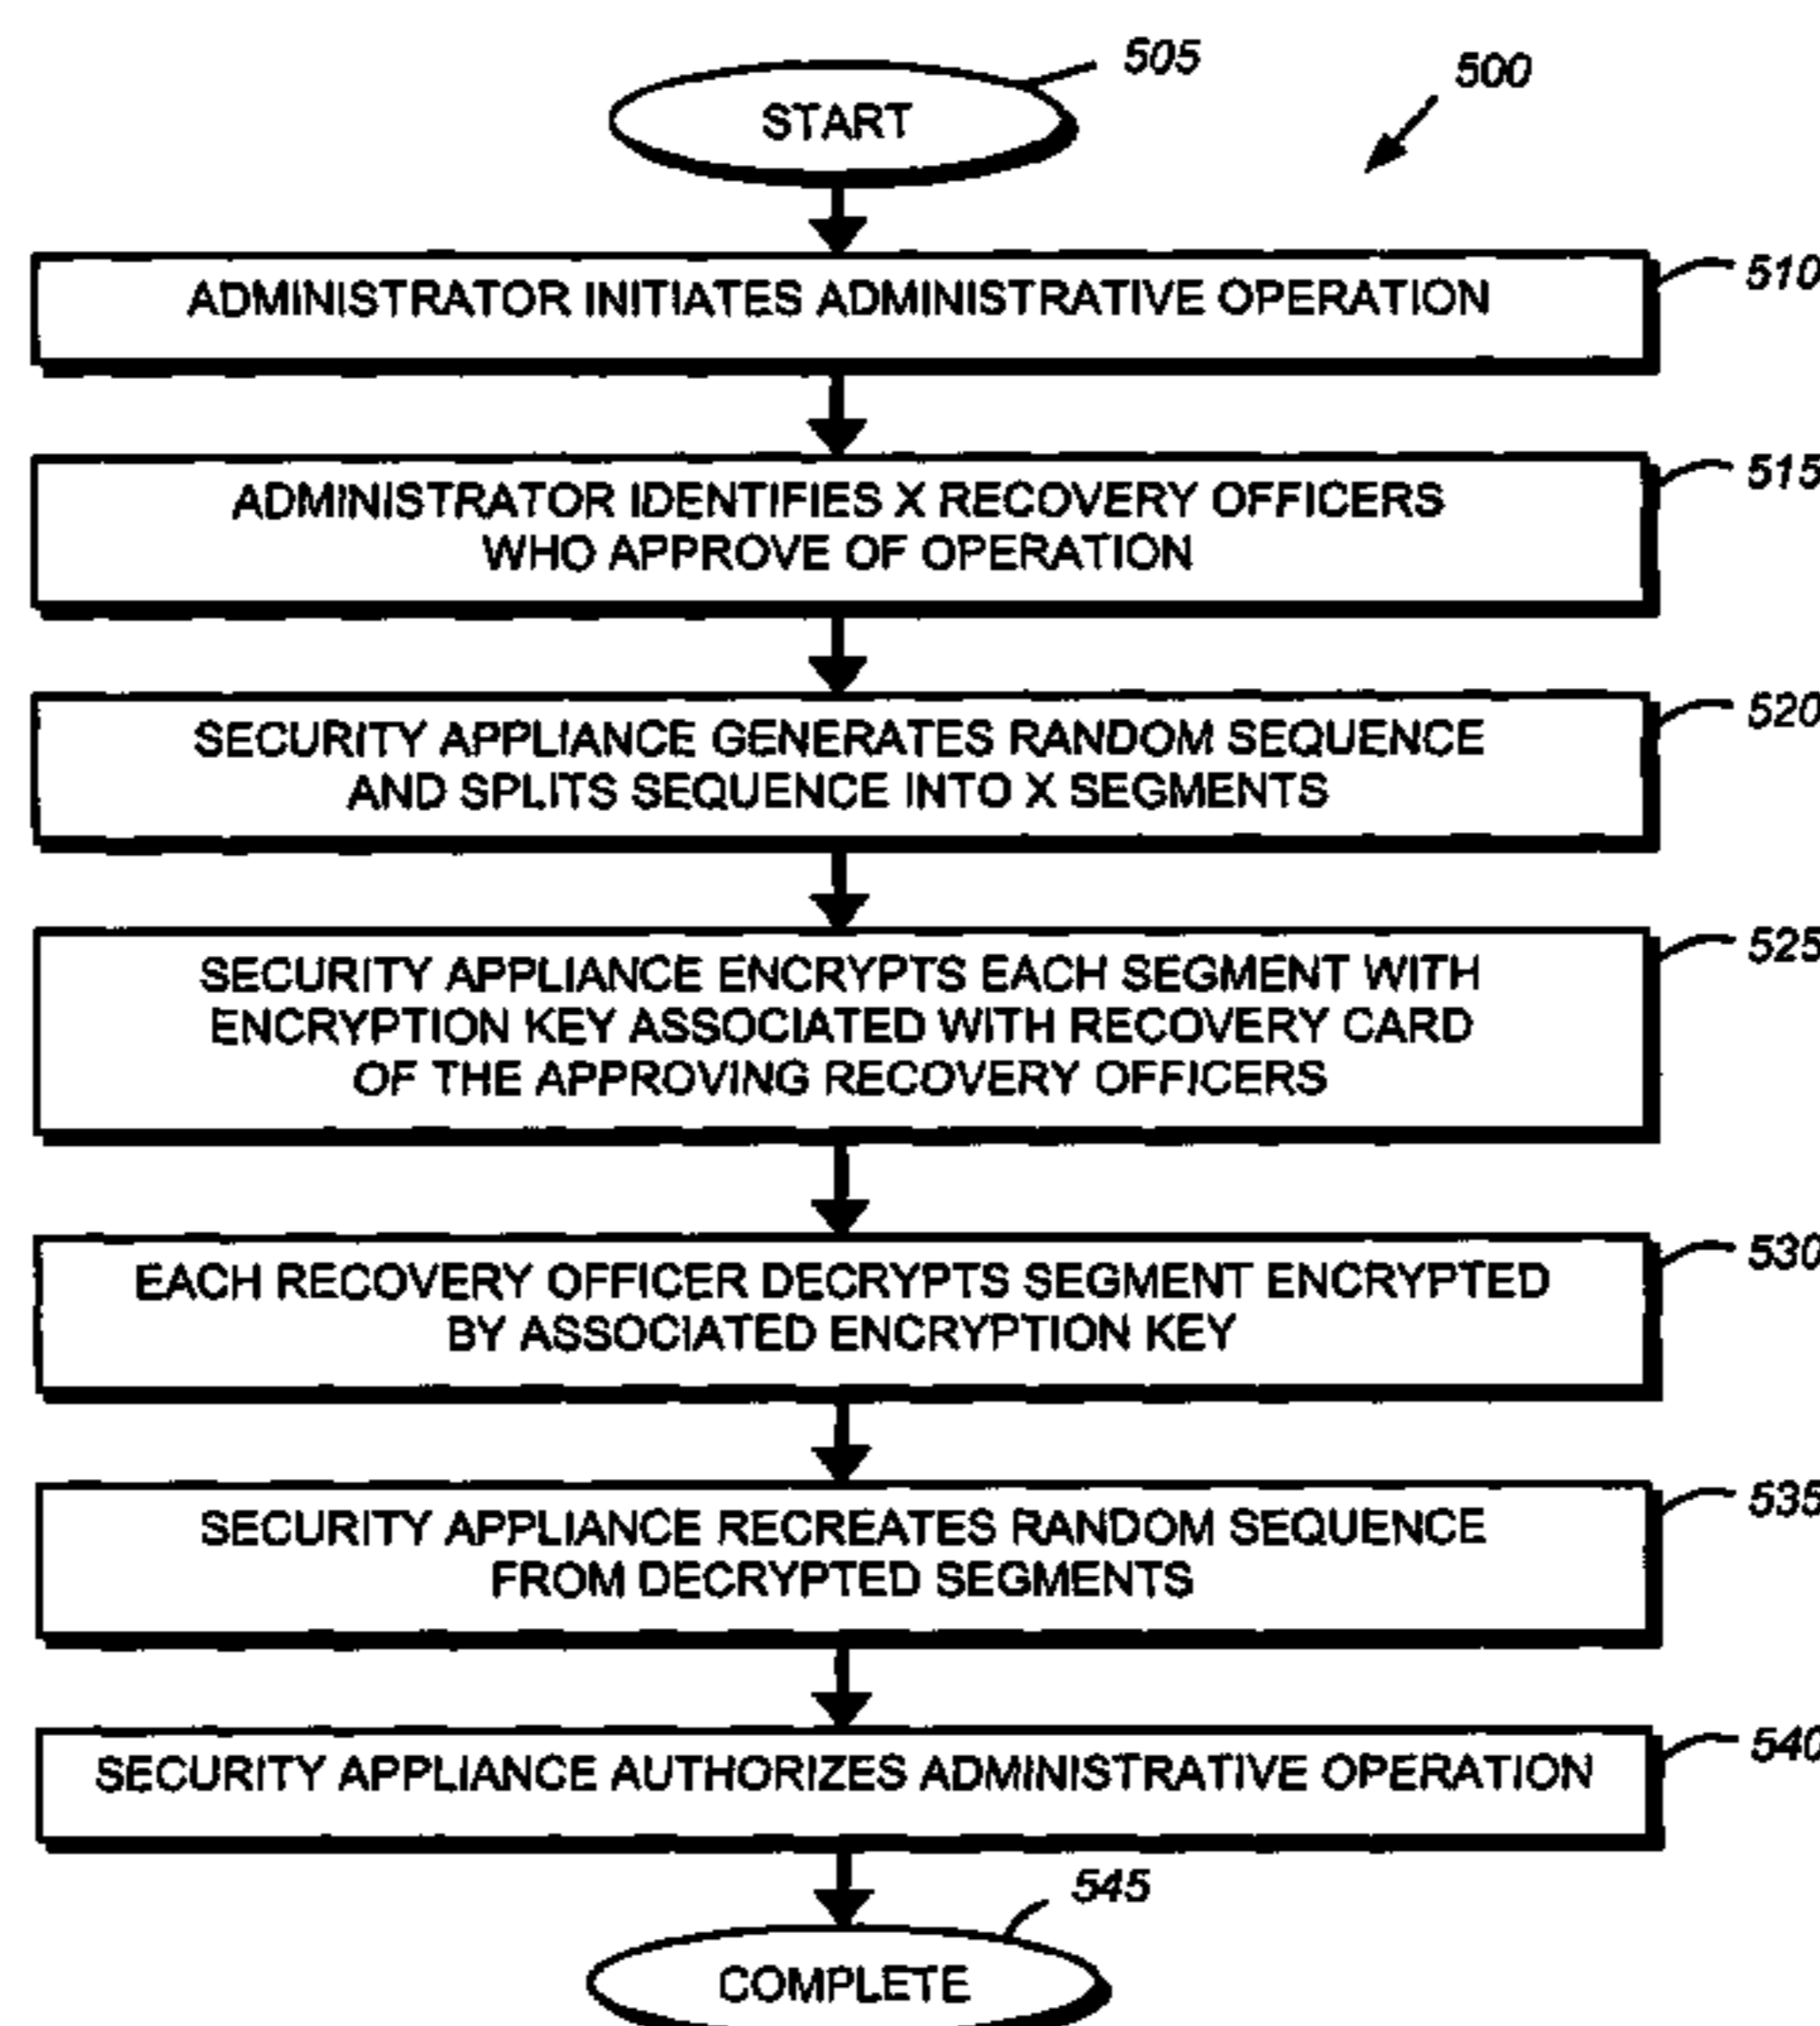 505
500
START
ADMINISTRATOR INITIATES ADMINISTRATIVE OPERATION
510
ADMINISTRATOR IDENTIFIES X RECOVERY OFFICERS
WHO APPROVE OF OPERATION
515
SECURITY APPLIANCE GENERATES RANDOM SEQUENCE
AND SPLITS SEQUENCE INTO X SEGMENTS
520
SECURITY APPLIANCE ENCRYPTS EACH SEGMENT WITH
ENCRYPTION KEY ASSOCIATED WITH RECOVERY CARD
OF THE APPROVING RECOVERY OFFICERS
525
EACH RECOVERY OFFICER DECRYPTS SEGMENT ENCRYPTED
BY ASSOCIATED ENCRYPTION KEY
530
SECURITY APPLIANCE RECREATES RANDOM SEQUENCE
FROM DECRYPTED SEGMENTS
535
SECURITY APPLIANCE AUTHORIZES ADMINISTRATIVE OPERATION
540
545
COMPLETE